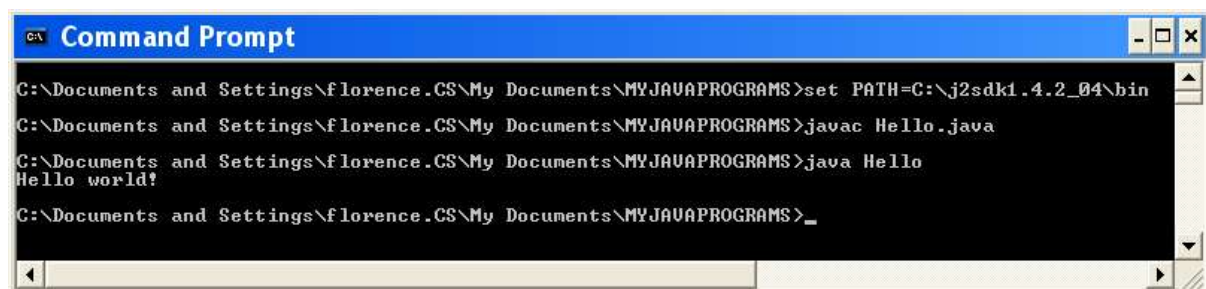 Command Prompt
C:\Documents and Settings\florence.CS\My Documents\MYJAVAPROGRAMS>set PATH=C:\j2sdk1.4.2_04\bin
C:\Documents and Settings\florence.CS\My Documents\MYJAVAPROGRAMS>javac Hello.java
C:\Documents and Settings\florence.CS\My Documents\MYJAVAPROGRAMS>java Hello
Hello world!
C:\Documents and Settings\florence.CS\My Documents\MYJAVAPROGRAMS>_